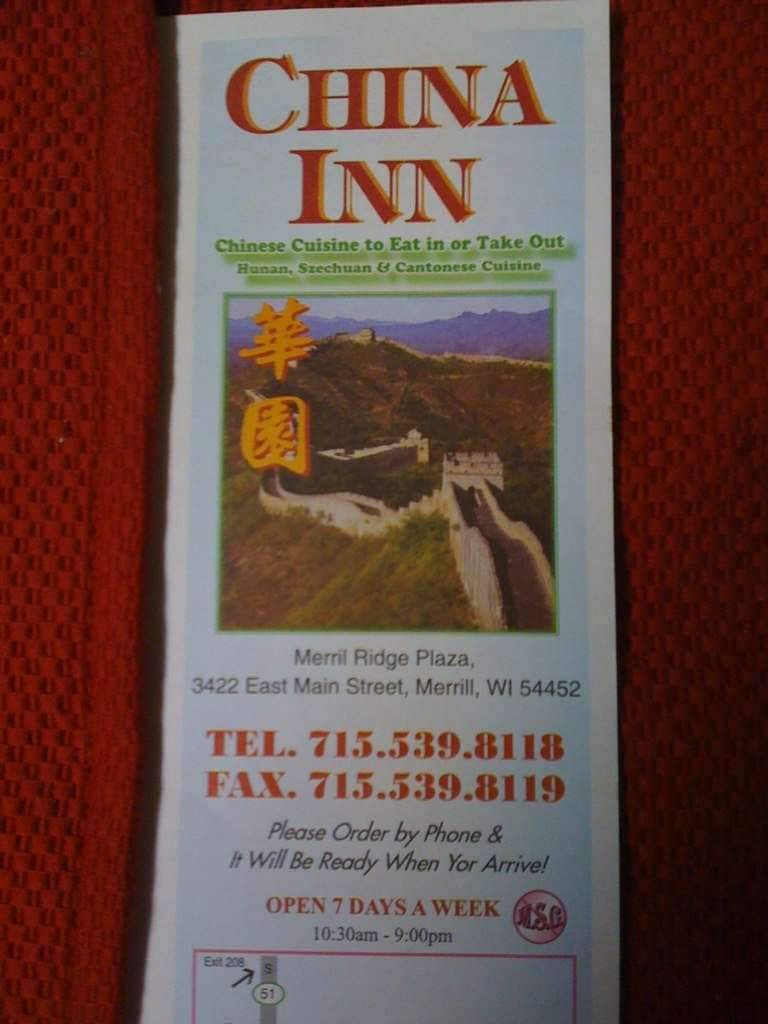 CHINA
INN
Chinese Cuisine to Eat in or Take Out
Hunan, Szechuan & Cantonese Cuisine
華
園
Merril Ridge Plaza,
3422 East Main Street, Merrill, WI 54452
TEL. 715.539.8118
FAX. 715.539.8119
Please Order by Phone &
It Will Be Ready When Yor Arrive!
OPEN 7 DAYS A WEEK
M.S.G.
10:30am - 9:00pm
Exit 208
S
51